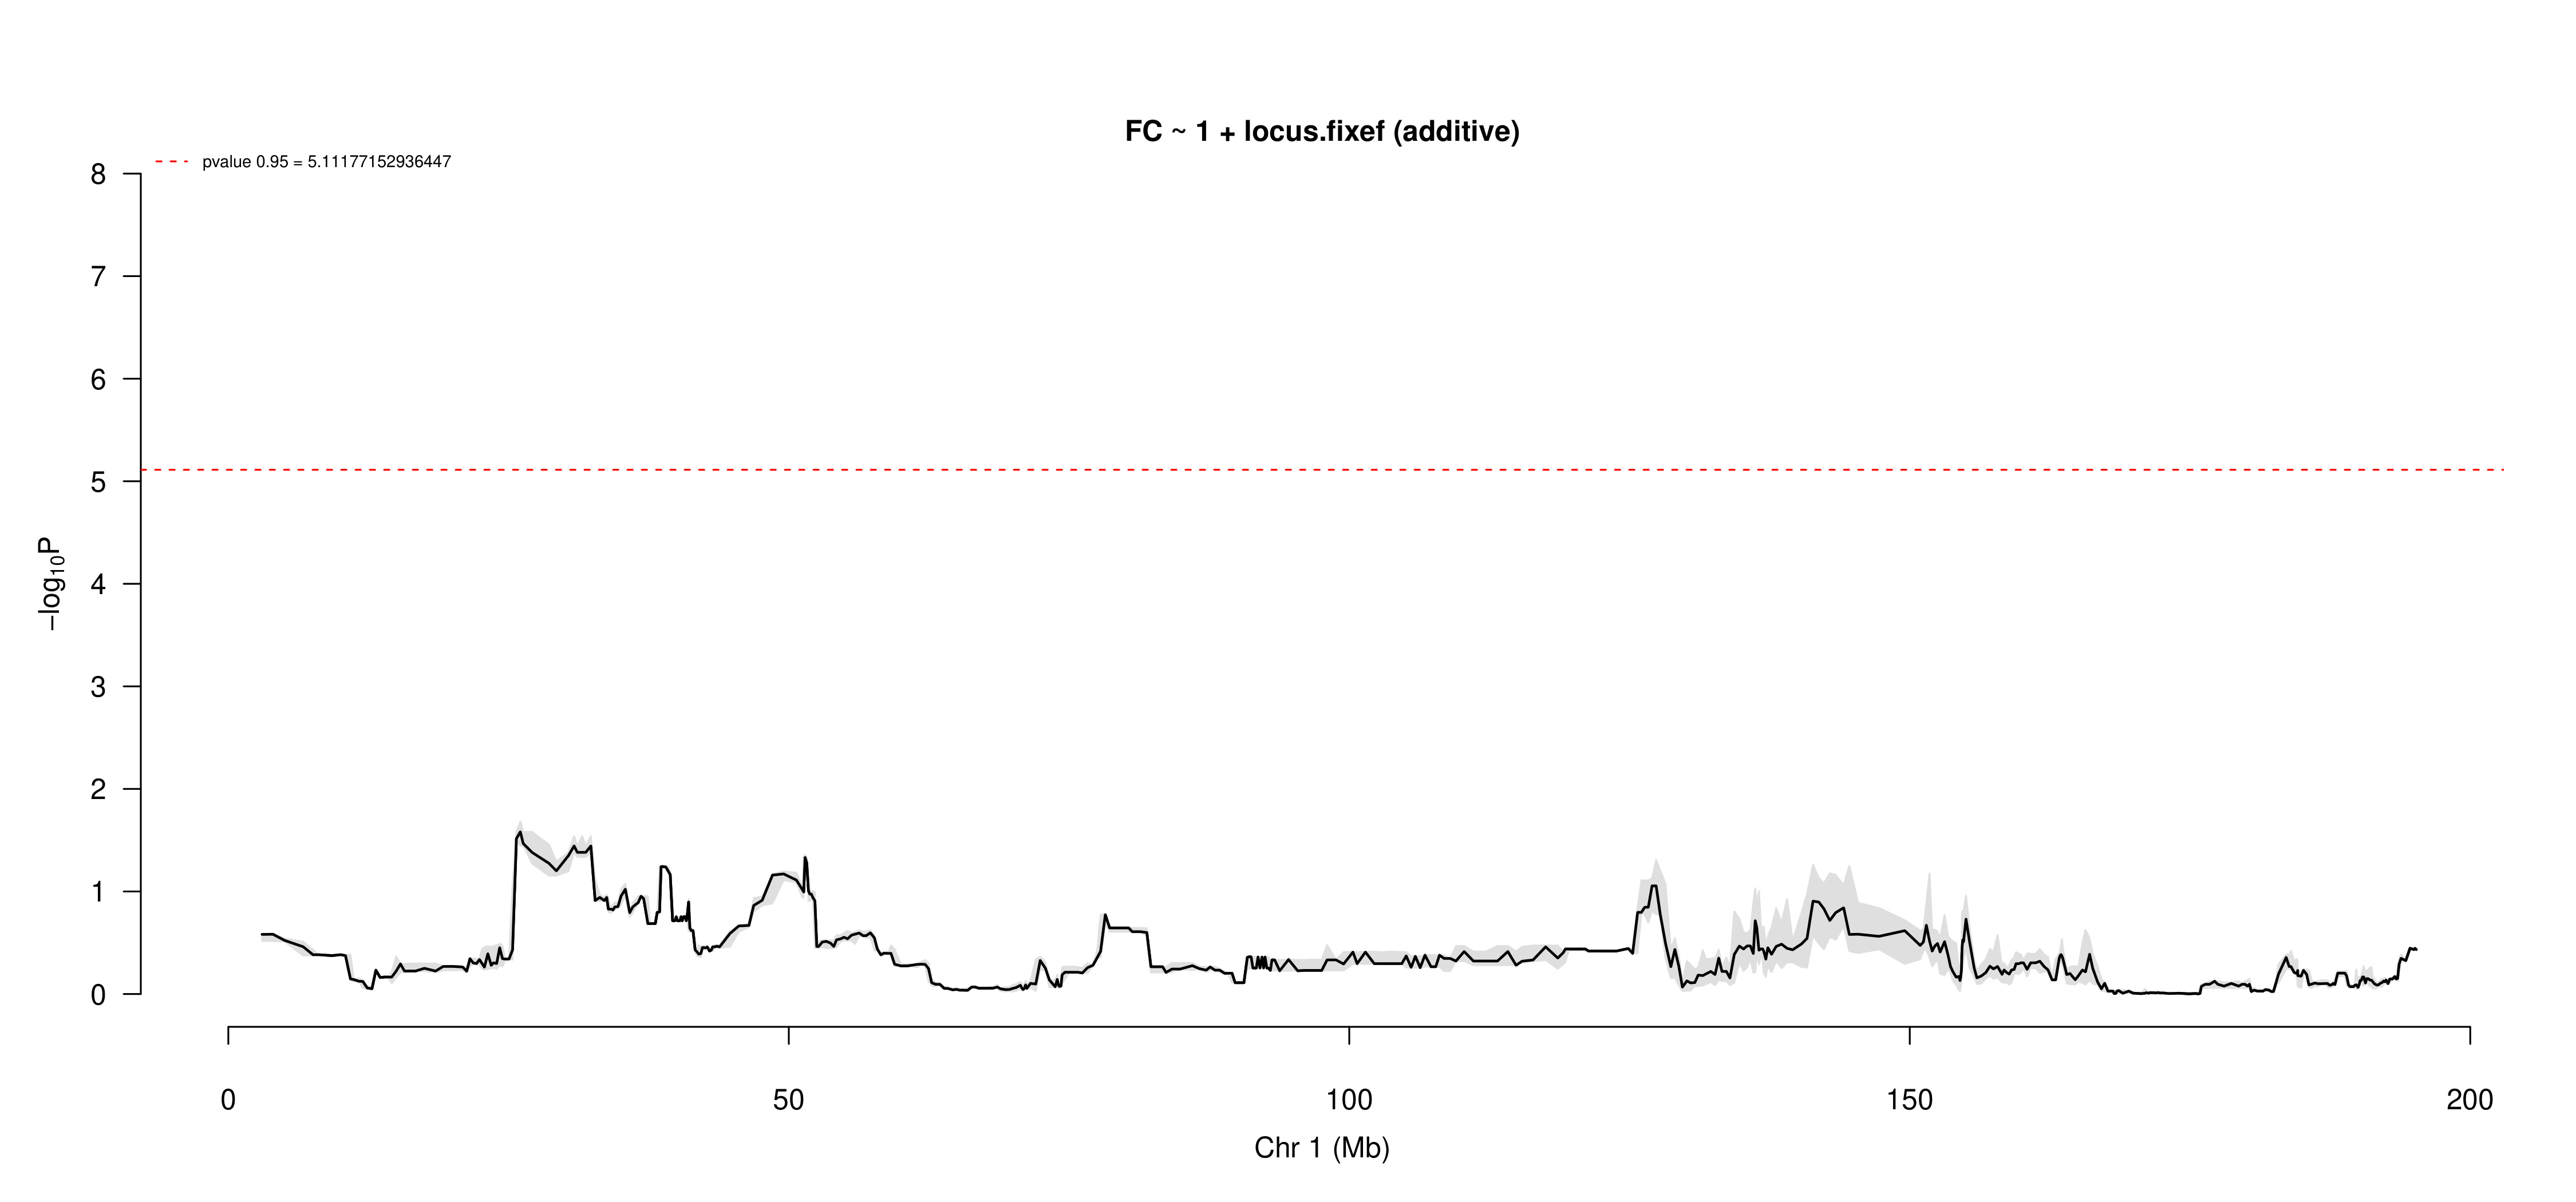 FC ~ 1 + locus.fixef (additive)
pvalue 0.95 = 5.11177152936447
8
7
6
5
4
3
2
1
0
−log10P
0 50 100 150 200
Chr 1 (Mb)